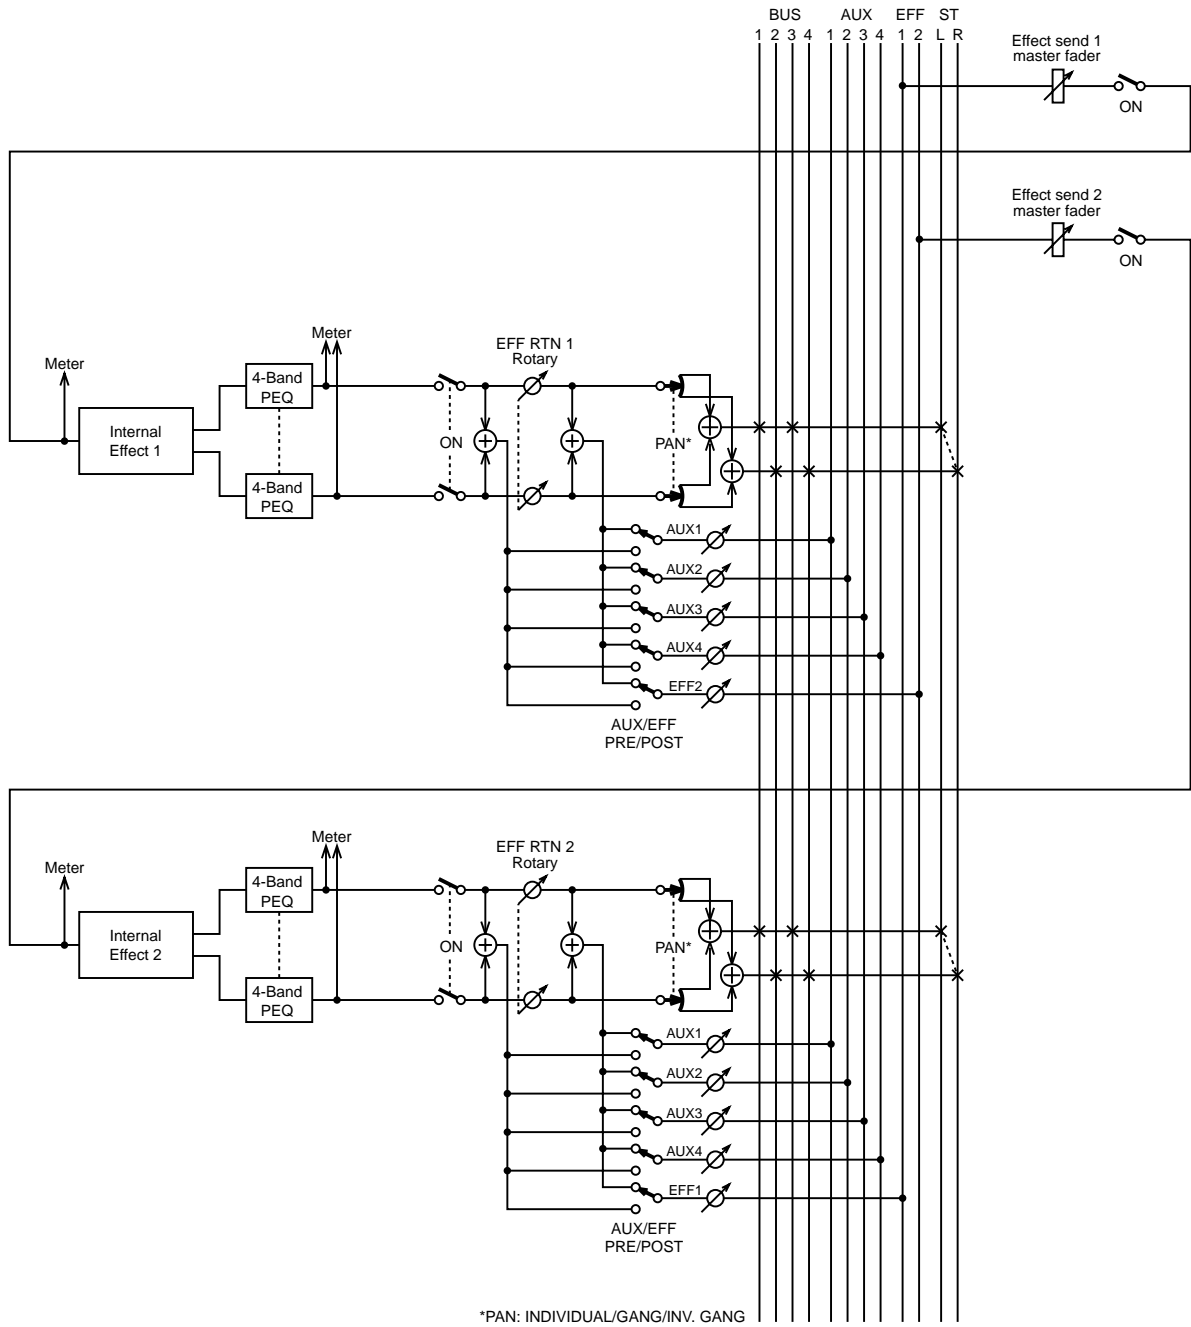 BUS AUX EFF ST
1 2 3 4 1 2 3 4 1 2 L R
Effect send 1
master fader
ON
Effect send 2
master fader
ON
Meter
Meter
EFF RTN 1
Rotary
4-Band
PEQ
Internal
Effect 1
ON
PAN*
4-Band
PEQ
AUX1
AUX2
AUX3
AUX4
EFF2
AUX/EFF
PRE/POST
Meter
Meter
EFF RTN 2
Rotary
4-Band
PEQ
Internal
Effect 2
ON
PAN*
4-Band
PEQ
AUX1
AUX2
AUX3
AUX4
EFF1
AUX/EFF
PRE/POST
*PAN: INDIVIDUAL/GANG/INV. GANG